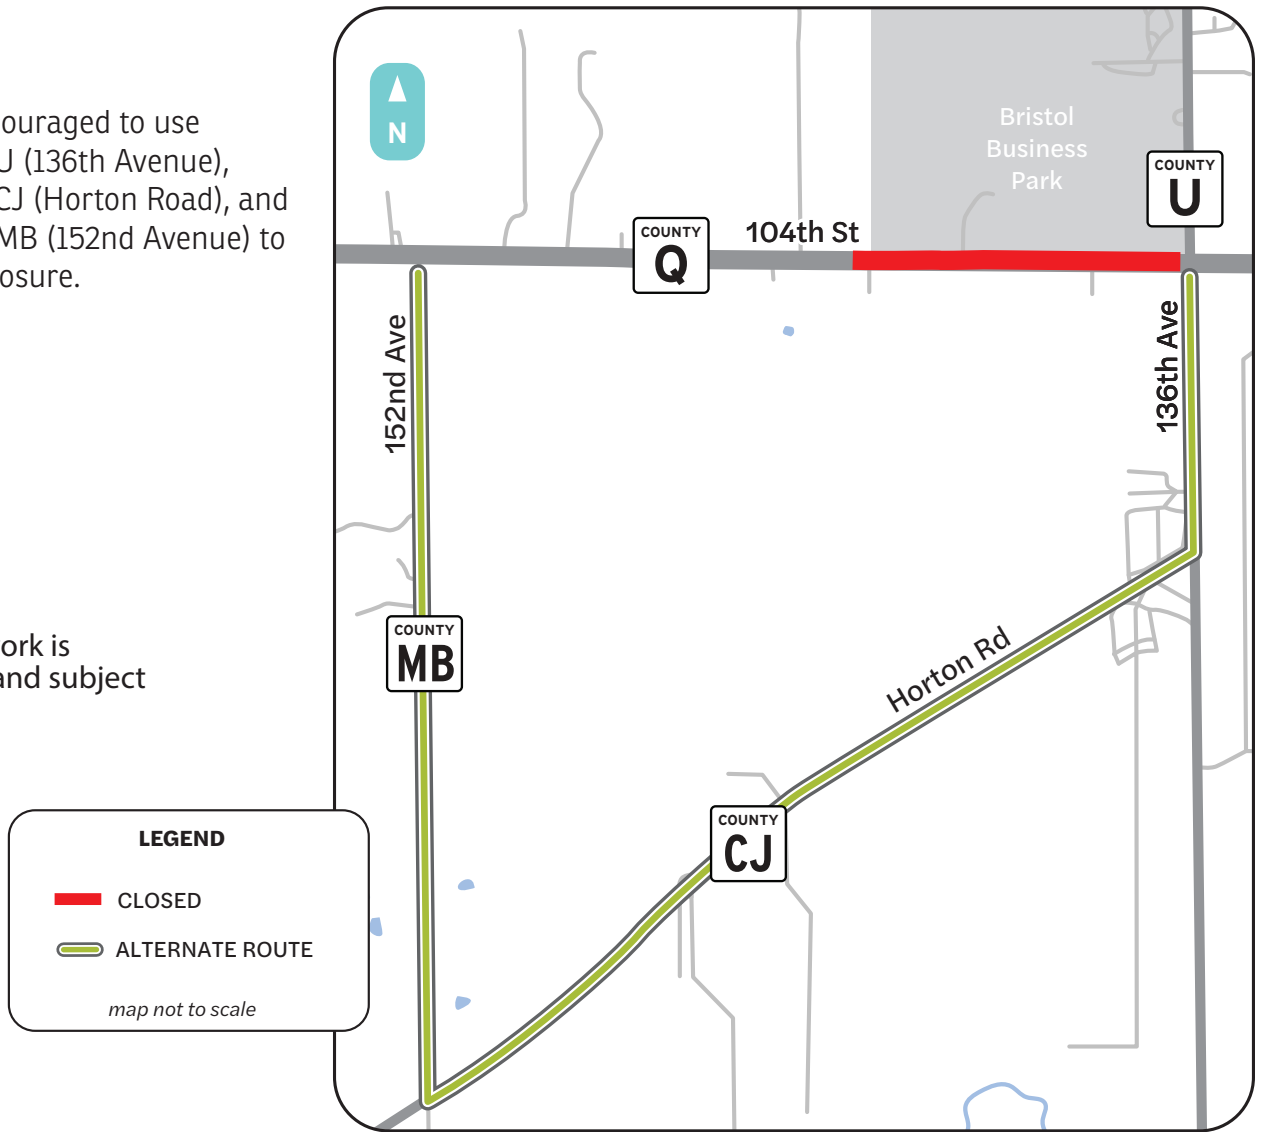 ouraged to use
U (136th Avenue),
CJ (Horton Road), and
MB (152nd Avenue) to
osure.
ork is
and subject
LEGEND
CLOSED
ALTERNATE ROUTE
map not to scale
N
Bristol
Business
Park
COUNTY
U
104th St
COUNTY
Q
152nd Ave
136th Ave
COUNTY
MB
Horton Rd
COUNTY
CJ